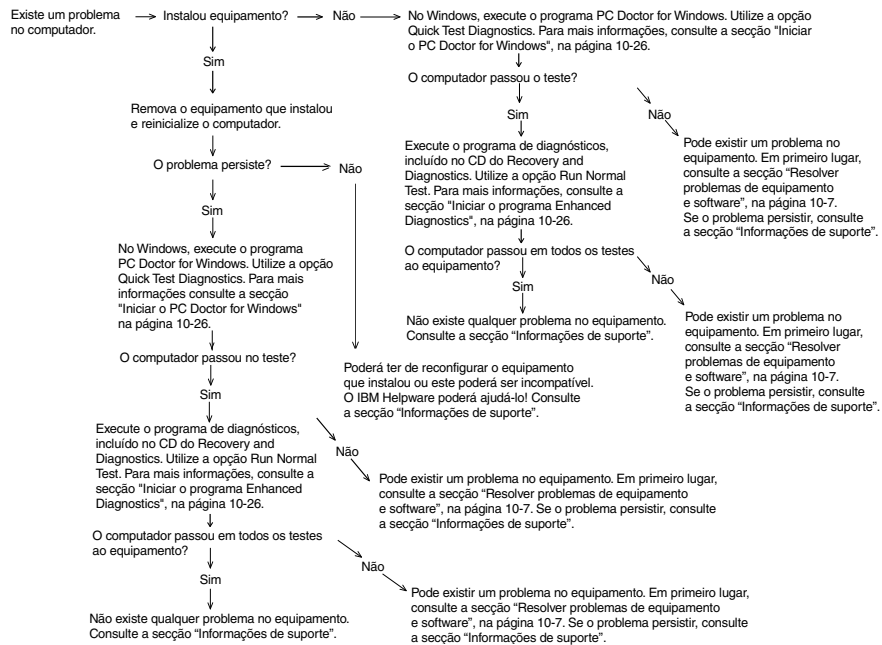 Existe um problema
no computador.
Instalou equipamento?
Não
No Windows, execute o programa PC Doctor for Windows. Utilize a opção
Quick Test Diagnostics. Para mais informações, consulte a secção "Iniciar
o PC Doctor for Windows", na página 10-26.
O computador passou o teste?
Sim
Não
Execute o programa de diagnósticos,
incluído no CD do Recovery and
Diagnostics. Utilize a opção Run Normal
Test. Para mais informações, consulte a
secção "Iniciar o programa Enhanced
Diagnostics", na página 10-26.
Pode existir um problema no
equipamento. Em primeiro lugar,
consulte a secção “Resolver
problemas de equipamento
e software”, na página 10-7.
Se o problema persistir, consulte
a secção “Informações de suporte”.
O computador passou em todos os testes
ao equipamento?
Sim
Não
Não existe qualquer problema no equipamento.
Consulte a secção “Informações de suporte”.
Pode existir um problema no
equipamento. Em primeiro lugar,
consulte a secção “Resolver
problemas de equipamento
e software”, na página 10-7.
Se o problema persistir, consulte
a secção “Informações de suporte”.
Sim
Remova o equipamento que instalou
e reinicialize o computador.
O problema persiste?
Não
Poderá ter de reconfigurar o equipamento
que instalou ou este poderá ser incompatível.
O IBM Helpware poderá ajudá-lo! Consulte
a secção “Informações de suporte”.
Sim
No Windows, execute o programa
PC Doctor for Windows. Utilize a opção
Quick Test Diagnostics. Para mais
informações consulte a secção
"Iniciar o PC Doctor for Windows"
na página 10-26.
O computador passou no teste?
Sim
Não
Execute o programa de diagnósticos,
incluído no CD do Recovery and
Diagnostics. Utilize a opção Run Normal
Test. Para mais informações, consulte a
secção "Iniciar o programa Enhanced
Diagnostics", na página 10-26.
Pode existir um problema no equipamento. Em primeiro lugar,
consulte a secção “Resolver problemas de equipamento
e software”, na página 10-7. Se o problema persistir, consulte
a secção “Informações de suporte”.
O computador passou em todos os testes
ao equipamento?
Sim
Não
Não existe qualquer problema no equipamento.
Consulte a secção “Informações de suporte”.
Pode existir um problema no equipamento. Em primeiro lugar,
consulte a secção “Resolver problemas de equipamento
e software”, na página 10-7. Se o problema persistir, consulte
a secção “Informações de suporte”.